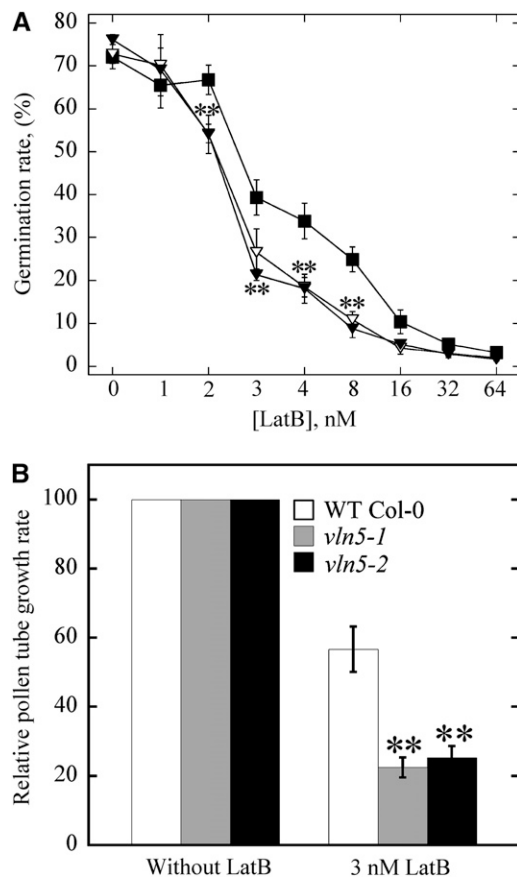 A
Germination rate, (%)
80
70
60
50
40
30
20
10
0
**
**
**
**
0 1 2 3 4 8 16 32 64
[LatB], nM
B
Relative pollen tube growth rate
100
80
60
40
20
0
WT Col-0
vln5-1
vln5-2
**
**
Without LatB 3 nM LatB